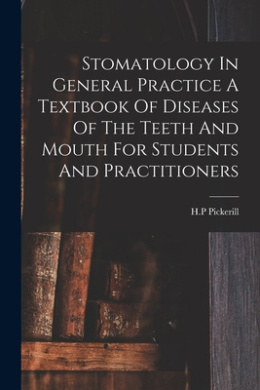 Stomatology In
General Practice A
Textbook Of Diseases
Of The Teeth And
Mouth For Students
And Practitioners
H.P Pickerill